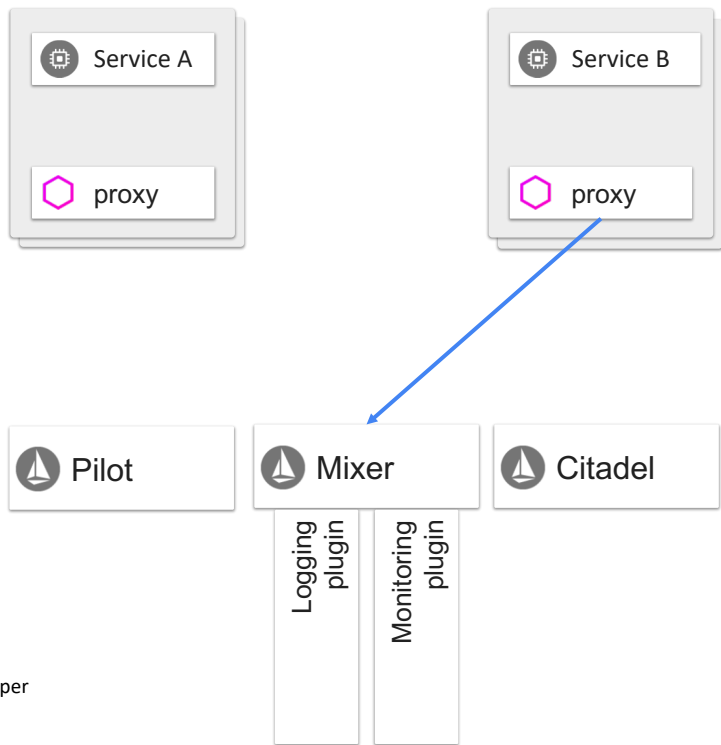 Service A
Service B
proxy
proxy
Pilot
Mixer
Citadel
Logging
plugin
Monitoring
plugin
per